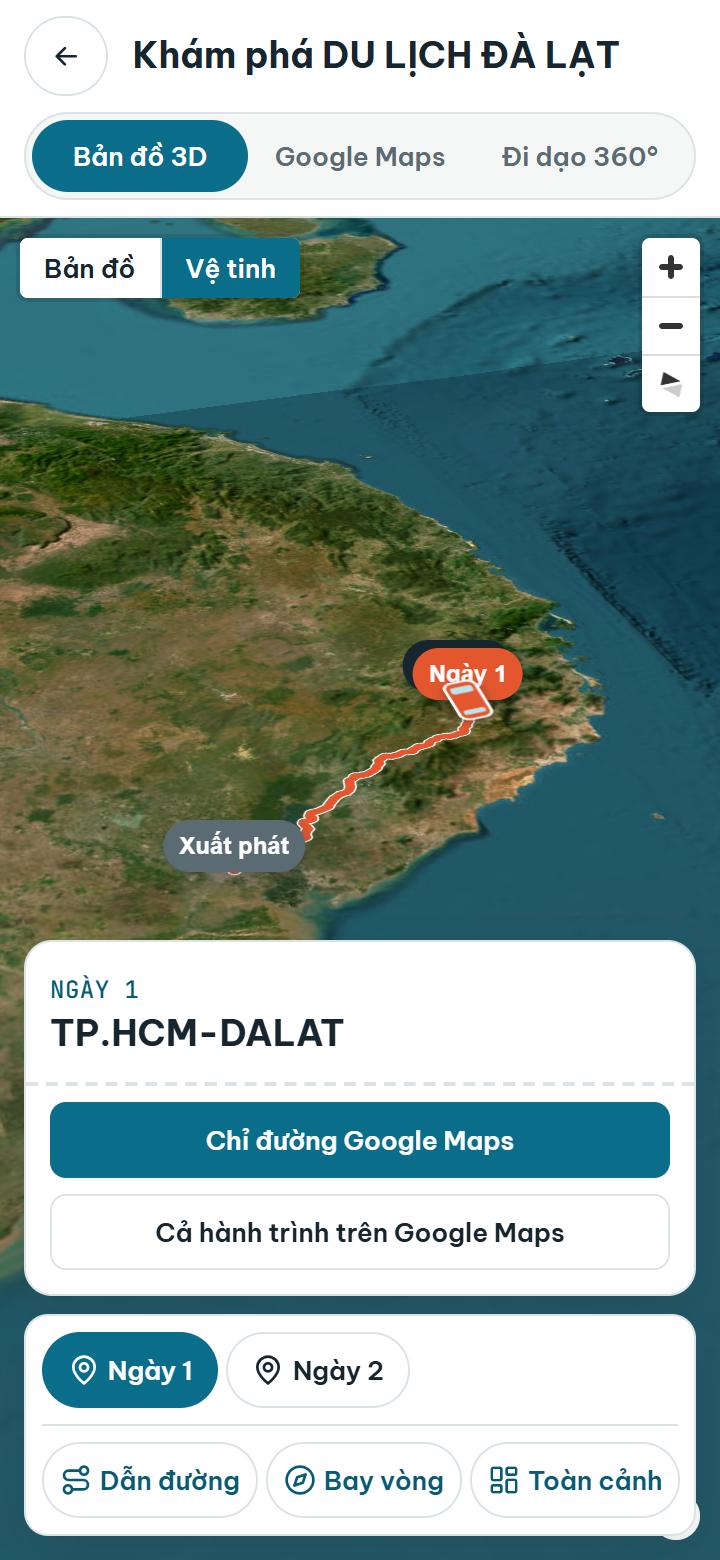 Khám phá DU LỊCH ĐÀ LẠT
Bản đồ 3D
Google Maps
Đi dạo 360°
Bản đồ
Vệ tinh
Ngày 1
Xuất phát
NGÀY 1
TP.HCM-DALAT
Chỉ đường Google Maps
Cả hành trình trên Google Maps
Ngày 1
Ngày 2
Dẫn đường
Bay vòng
Toàn cảnh